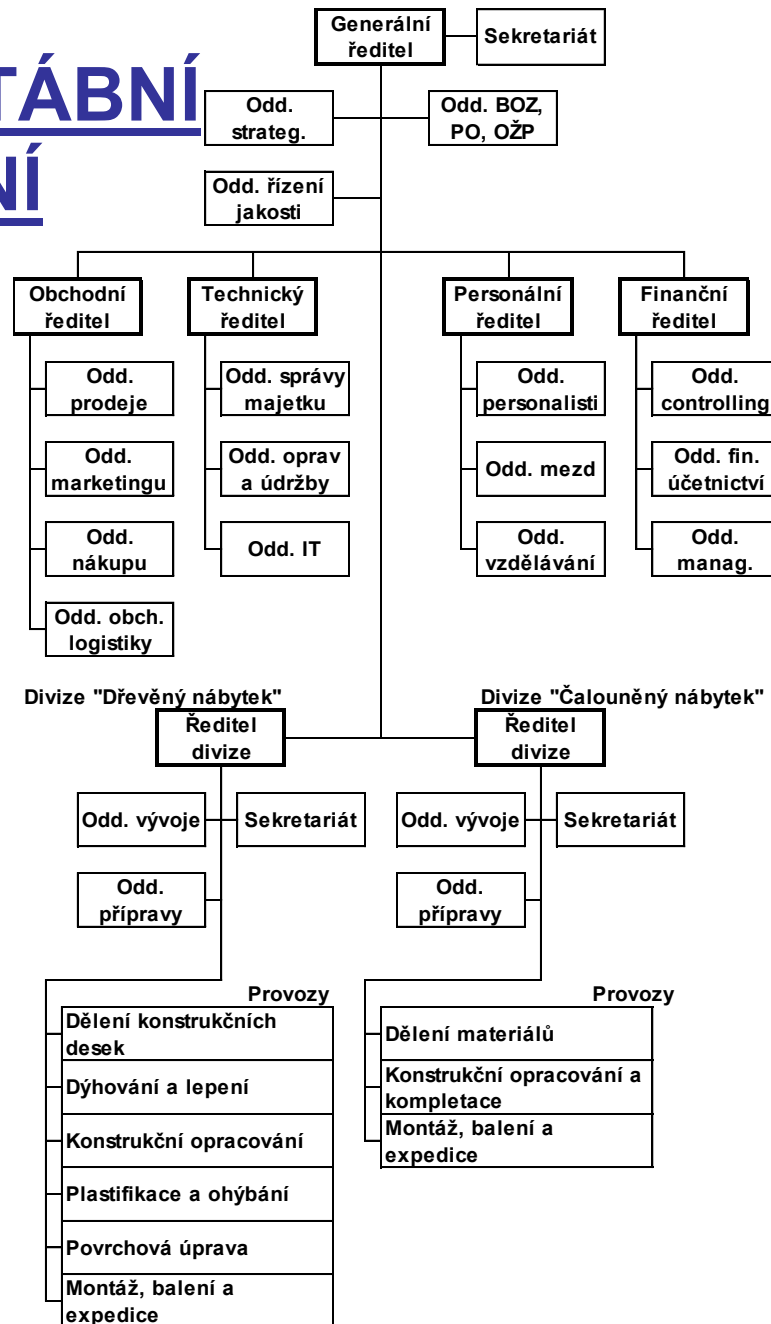 Generální
ředitel
Sekretariát
TÁBNÍ
NÍ
Odd.
strateg.
Odd. BOZ,
PO, OŽP
Odd. řízení
jakosti
Obchodní
ředitel
Technický
ředitel
Personální
ředitel
Finanční
ředitel
Odd.
prodeje
Odd. správy
majetku
Odd.
personalisti
Odd.
controlling
Odd.
marketingu
Odd. oprav
a údržby
Odd. mezd
Odd. fin.
účetnictví
Odd.
nákupu
Odd. IT
Odd.
vzdělávání
Odd.
manag.
Odd. obch.
logistiky
Divize "Dřevěný nábytek"
Divize "Čalouněný nábytek"
Ředitel
divize
Ředitel
divize
Odd. vývoje
Sekretariát
Odd. vývoje
Sekretariát
Odd.
přípravy
Odd.
přípravy
Provozy
Dělení konstrukčních
desek
Dýhování a lepení
Konstrukční opracování
Plastifikace a ohýbání
Povrchová úprava
Montáž, balení a
expedice
Provozy
Dělení materiálů
Konstrukční opracování a
kompletace
Montáž, balení a
expedice